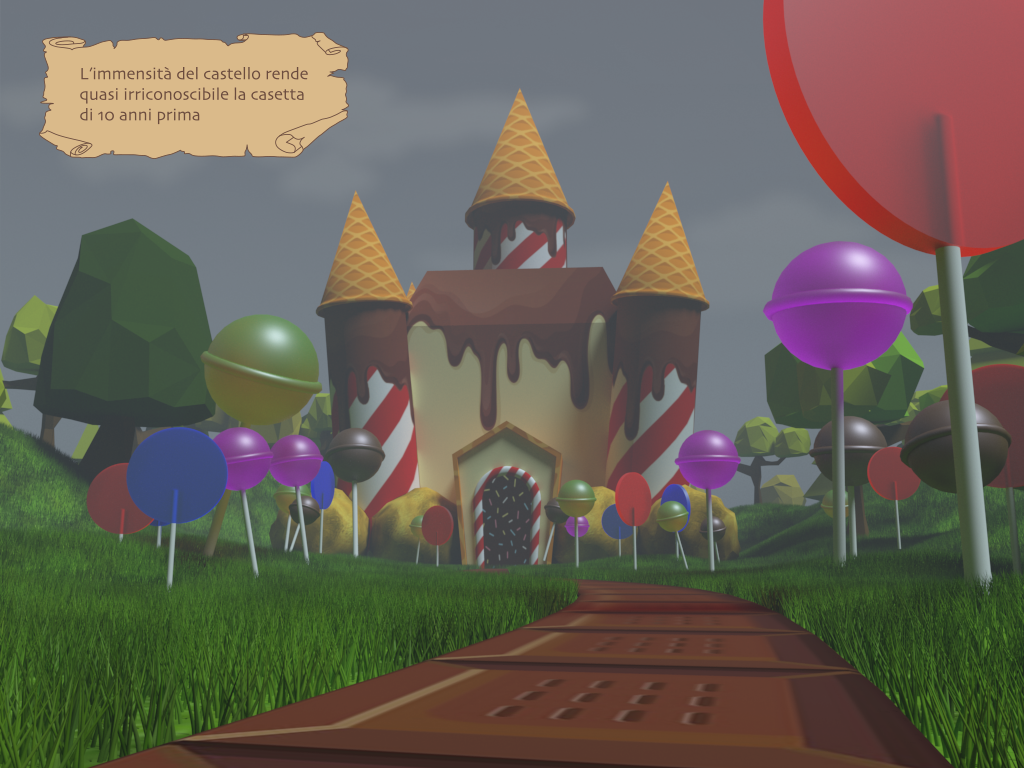 L'immensità del castello rende
quasi irriconoscibile la casetta
di 10 anni prima